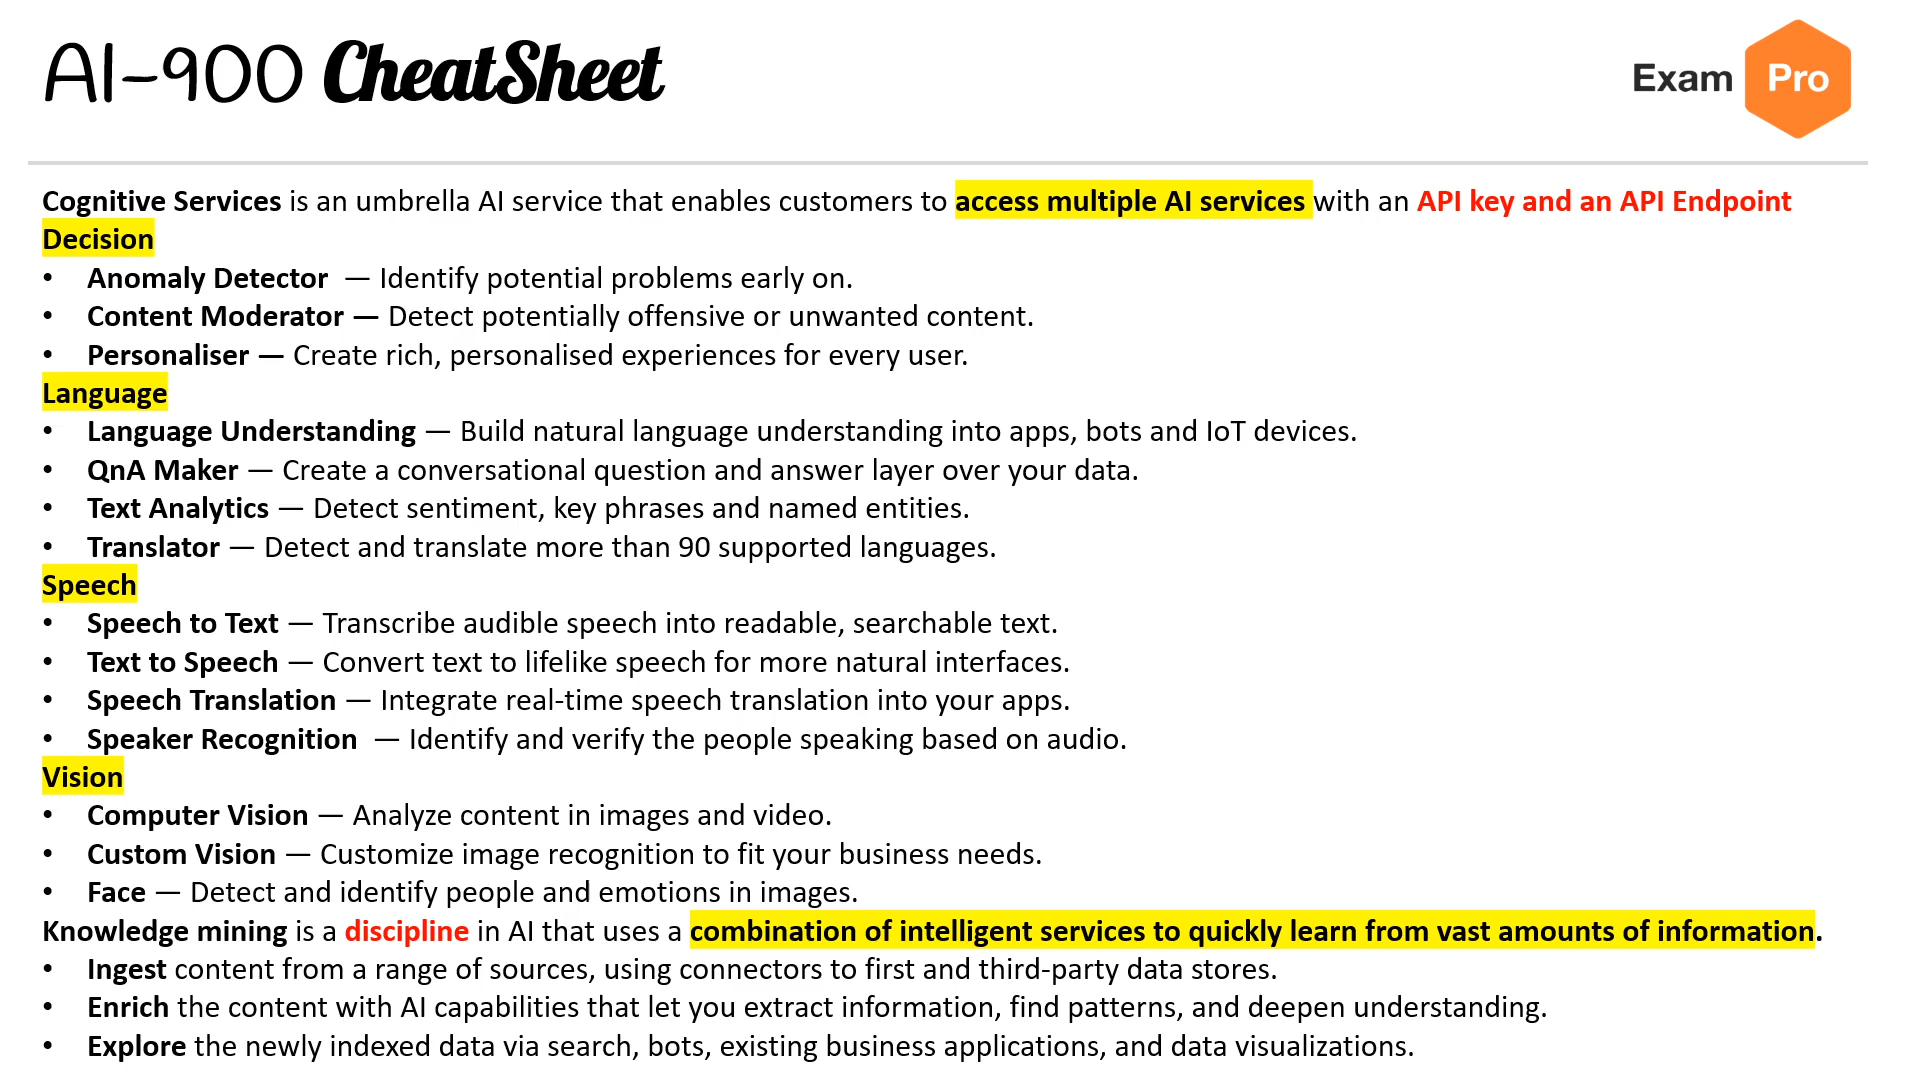 AI-900 CheatSheet
Exam Pro
Cognitive Services is an umbrella AI service that enables customers to access multiple AI services with an API key and an API Endpoint
Decision
• Anomaly Detector — Identify potential problems early on.
• Content Moderator — Detect potentially offensive or unwanted content.
• Personaliser — Create rich, personalised experiences for every user.
Language
• Language Understanding — Build natural language understanding into apps, bots and IoT devices.
• QnA Maker — Create a conversational question and answer layer over your data.
• Text Analytics — Detect sentiment, key phrases and named entities.
• Translator — Detect and translate more than 90 supported languages.
Speech
• Speech to Text — Transcribe audible speech into readable, searchable text.
• Text to Speech — Convert text to lifelike speech for more natural interfaces.
• Speech Translation — Integrate real-time speech translation into your apps.
• Speaker Recognition — Identify and verify the people speaking based on audio.
Vision
• Computer Vision — Analyze content in images and video.
• Custom Vision — Customize image recognition to fit your business needs.
• Face — Detect and identify people and emotions in images.
Knowledge mining is a discipline in AI that uses a combination of intelligent services to quickly learn from vast amounts of information.
• Ingest content from a range of sources, using connectors to first and third-party data stores.
• Enrich the content with AI capabilities that let you extract information, find patterns, and deepen understanding.
• Explore the newly indexed data via search, bots, existing business applications, and data visualizations.